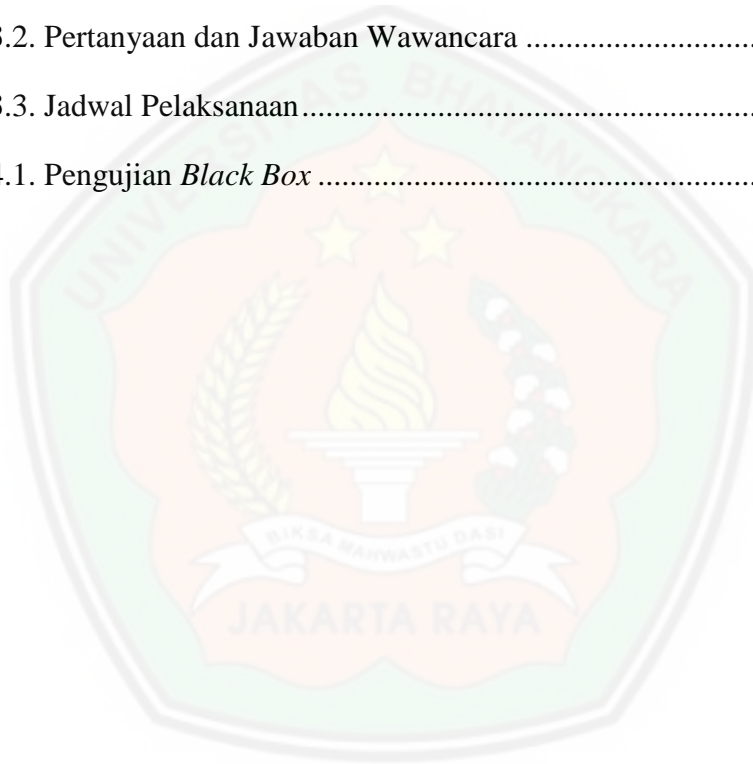 3.2. Pertanyaan dan Jawaban Wawancara ............................
3.3. Jadwal Pelaksanaan.........................................................
4.1. Pengujian Black Box .......................................................
UNIVERSITAS BHAYANGKARA
BIKSA MAHWASTU DASI
JAKARTA RAYA